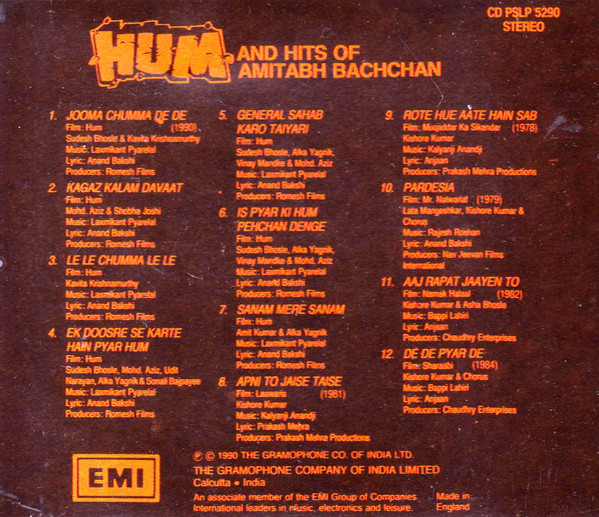 CD PSLP 5290
STEREO
HUM
AND HITS OF
AMITABH BACHCHAN
1. JOOMA CHUMMA DE DE
Film: Hum (1990)
Sudesh Bhosle & Kavita Krishnamurthy
Music: Laxmikant Pyarelal
Lyric: Anand Bakshi
Producers: Romesh Films
2. KAGAZ KALAM DAVAAT
Film: Hum
Mohd. Aziz & Shobha Joshi
Music: Laxmikant Pyarelal
Lyric: Anand Bakshi
Producers: Romesh Films
3. LE LE CHUMMA LE LE
Film: Hum
Kavita Krishnamurthy
Music: Laxmikant Pyarelal
Lyric: Anand Bakshi
Producers: Romesh Films
4. EK DOOSRE SE KARTE
HAIN PYAR HUM
Film: Hum
Sudesh Bhosle, Mohd. Aziz, Udit
Narayan, Alka Yagnik & Sonali Bajpayee
Music: Laxmikant Pyarelal
Lyric: Anand Bakshi
Producers: Romesh Films
5. GENERAL SAHAB
KARO TAIYARI
Film: Hum
Sudesh Bhosle, Alka Yagnik,
Vinay Mandke & Mohd. Aziz
Music: Laxmikant Pyarelal
Lyric: Anand Bakshi
Producers: Romesh Films
6. IS PYAR KI HUM
PEHCHAN DENGE
Film: Hum
Sudesh Bhosle, Alka Yagnik,
Vinay Mandke & Mohd. Aziz
Music: Laxmikant Pyarelal
Lyric: Anand Bakshi
Producers: Romesh Films
7. SANAM MERE SANAM
Film: Hum
Amit Kumar & Alka Yagnik
Music: Laxmikant Pyarelal
Lyric: Anand Bakshi
Producers: Romesh Films
8. APNI TO JAISE TAISE
Film: Lawaris (1981)
Kishore Kumar
Music: Kalyanji Anandji
Lyric: Prakash Mehra
Producers: Prakash Mehra Productions
9. ROTE HUE AATE HAIN SAB
Film: Muqaddar Ka Sikandar (1978)
Kishore Kumar
Music: Kalyanji Anandji
Lyric: Anjaan
Producers: Prakash Mehra Productions
10. PARDESIA
Film: Mr. Natwarlal (1979)
Lata Mangeshkar, Kishore Kumar &
Chorus
Music: Rajesh Roshan
Lyric: Anand Bakshi
Producers: Nav Jeevan Films
International
11. AAJ RAPAT JAAYEN TO
Film: Namak Halaal (1982)
Kishore Kumar & Asha Bhosle
Music: Bappi Lahiri
Lyric: Anjaan
Producers: Chaudhry Enterprises
12. DE DE PYAR DE
Film: Sharaabi (1984)
Kishore Kumar & Chorus
Music: Bappi Lahiri
Lyric: Anjaan
Producers: Chaudhry Enterprises
EMI
℗ © 1990 THE GRAMOPHONE CO. OF INDIA LTD.
THE GRAMOPHONE COMPANY OF INDIA LIMITED
Calcutta • India
An associate member of the EMI Group of Companies.
International leaders in music, electronics and leisure.
Made in
England